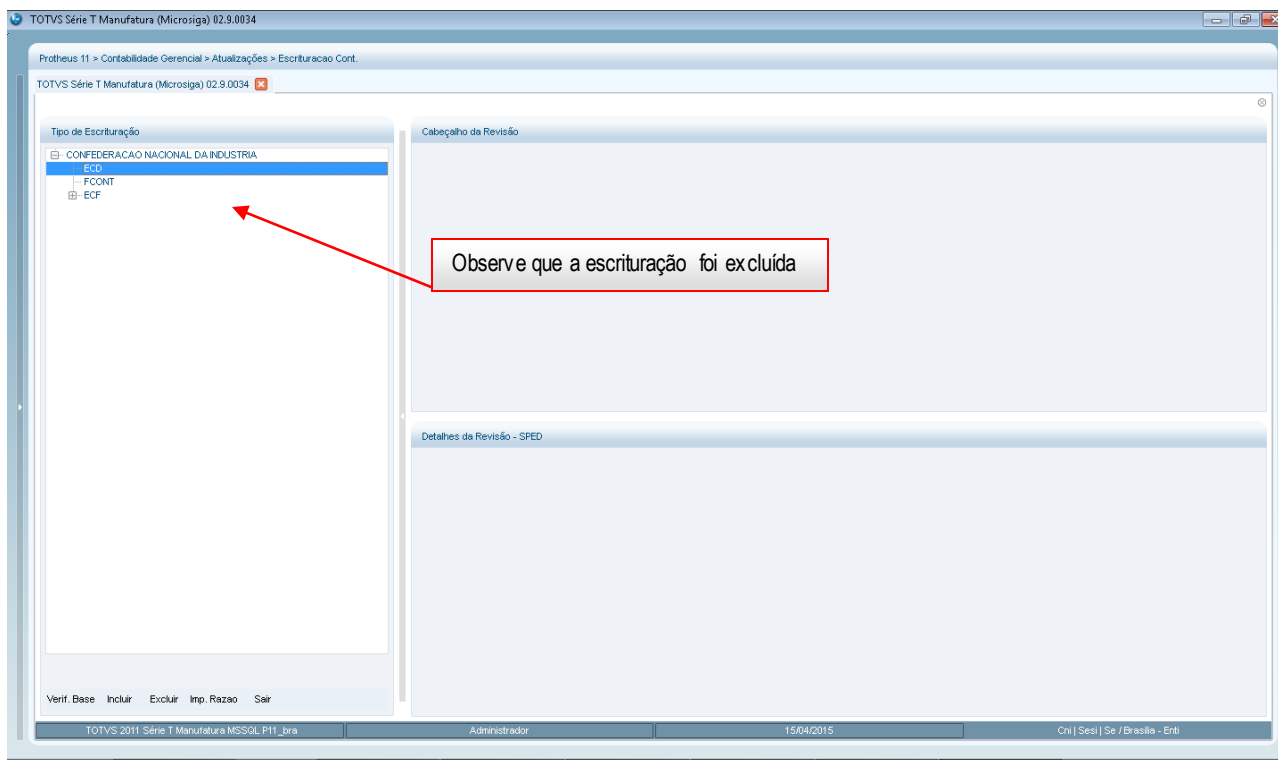 TOTVS Série T Manufatura (Microsiga) 02.9.0034
Protheus 11 > Contabilidade Gerencial > Atualizações > Escrituracao Cont.
TOTVS Série T Manufatura (Microsiga) 02.9.0034
Tipo de Escrituração
Cabeçalho da Revisão
CONFEDERACAO NACIONAL DA INDUSTRIA
ECD
FCONT
ECF
Observe que a escrituração foi excluída
Detalhes da Revisão - SPED
Verif. Base Incluir Excluir Imp. Razao Sair
TOTVS 2011 Série T Manufatura MSSQL P11_bra Administrador 15/04/2015 Cni | Sesi | Se / Brasilia - Enti